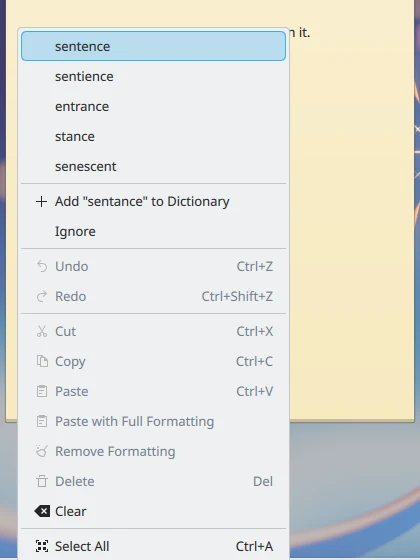 it.
sentence
sentience
entrance
stance
senescent
Add "sentance" to Dictionary
Ignore
Undo Ctrl+Z
Redo Ctrl+Shift+Z
Cut Ctrl+X
Copy Ctrl+C
Paste Ctrl+V
Paste with Full Formatting
Remove Formatting
Delete Del
Clear
Select All Ctrl+A